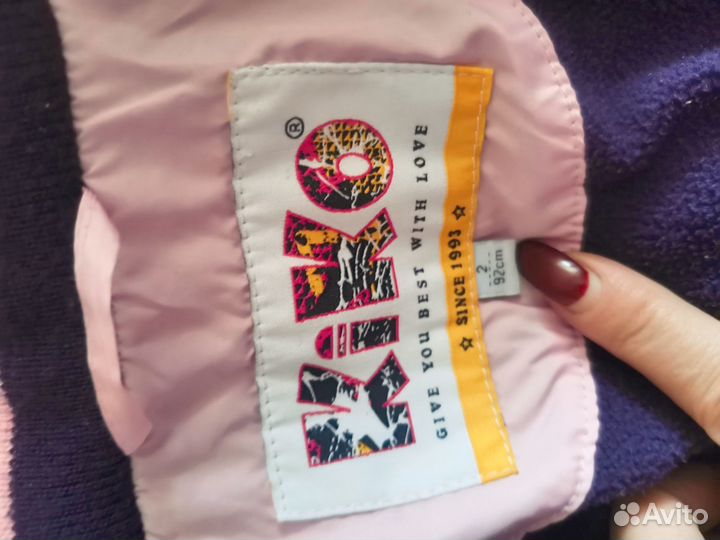 KiKO®
GIVE YOU BEST WITH LOVE
☆ SINCE 1993 ☆
2
92cm
Avito